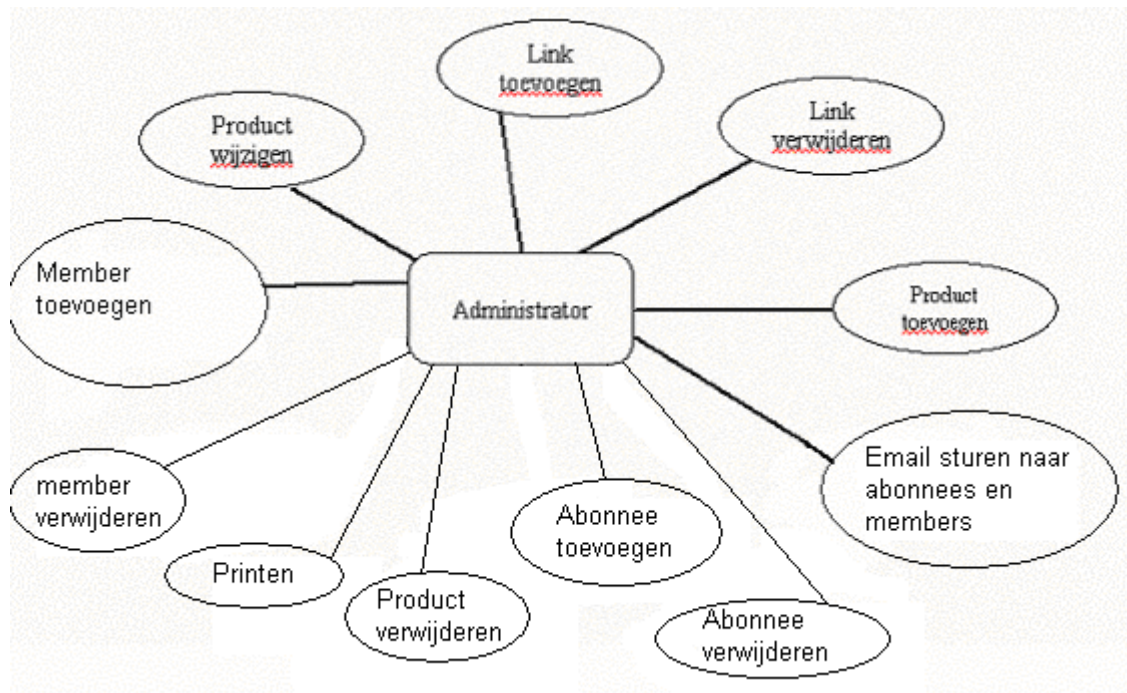 Link
toevoegen
Link
verwijderen
Product
wijzigen
Member
toevoegen
Administrator
Product
toevoegen
Email sturen naar
abonnees en
members
member
verwijderen
Abonnee
toevoegen
Printen
Product
verwijderen
Abonnee
verwijderen